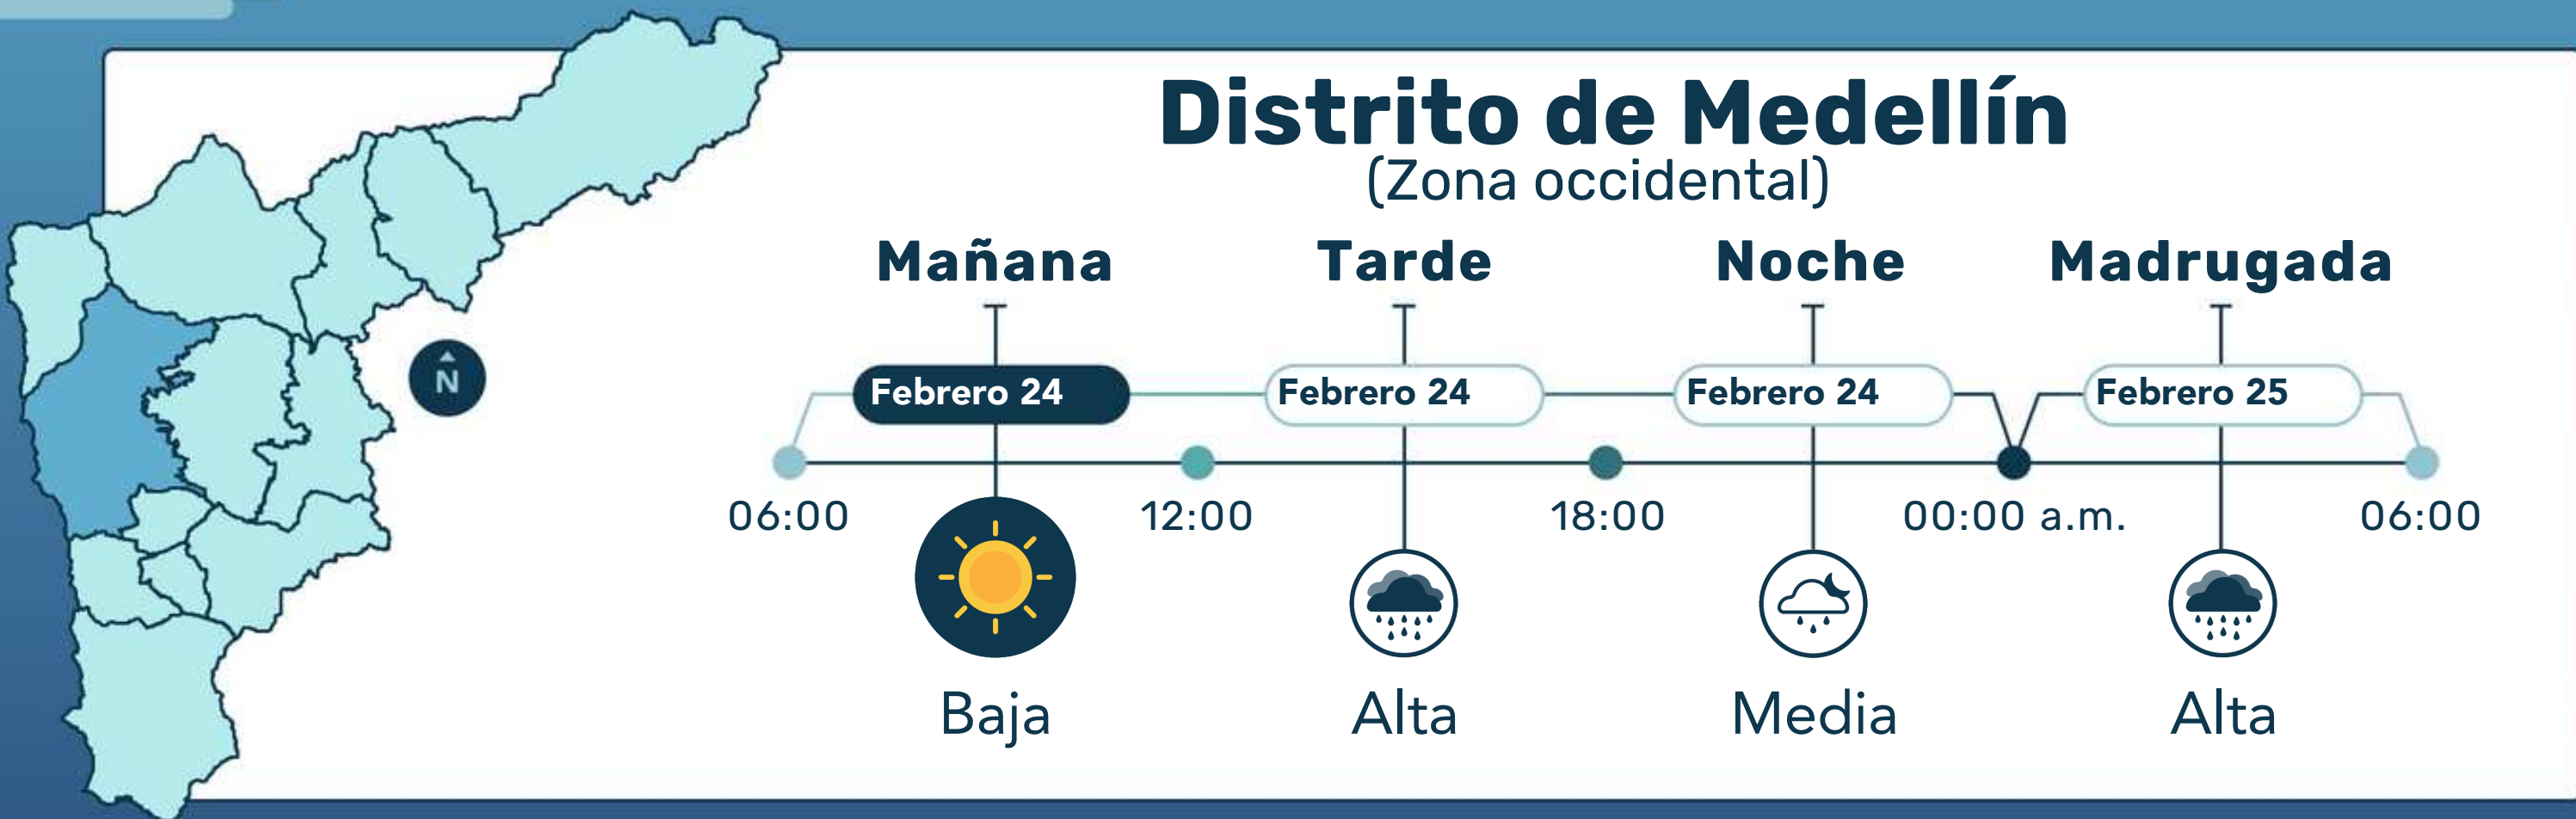 Distrito de Medellín
(Zona occidental)
Mañana Tarde Noche Madrugada
Febrero 24 Febrero 24 Febrero 24 Febrero 25
N
06:00 12:00 18:00 00:00 a.m. 06:00
Baja Alta Media Alta